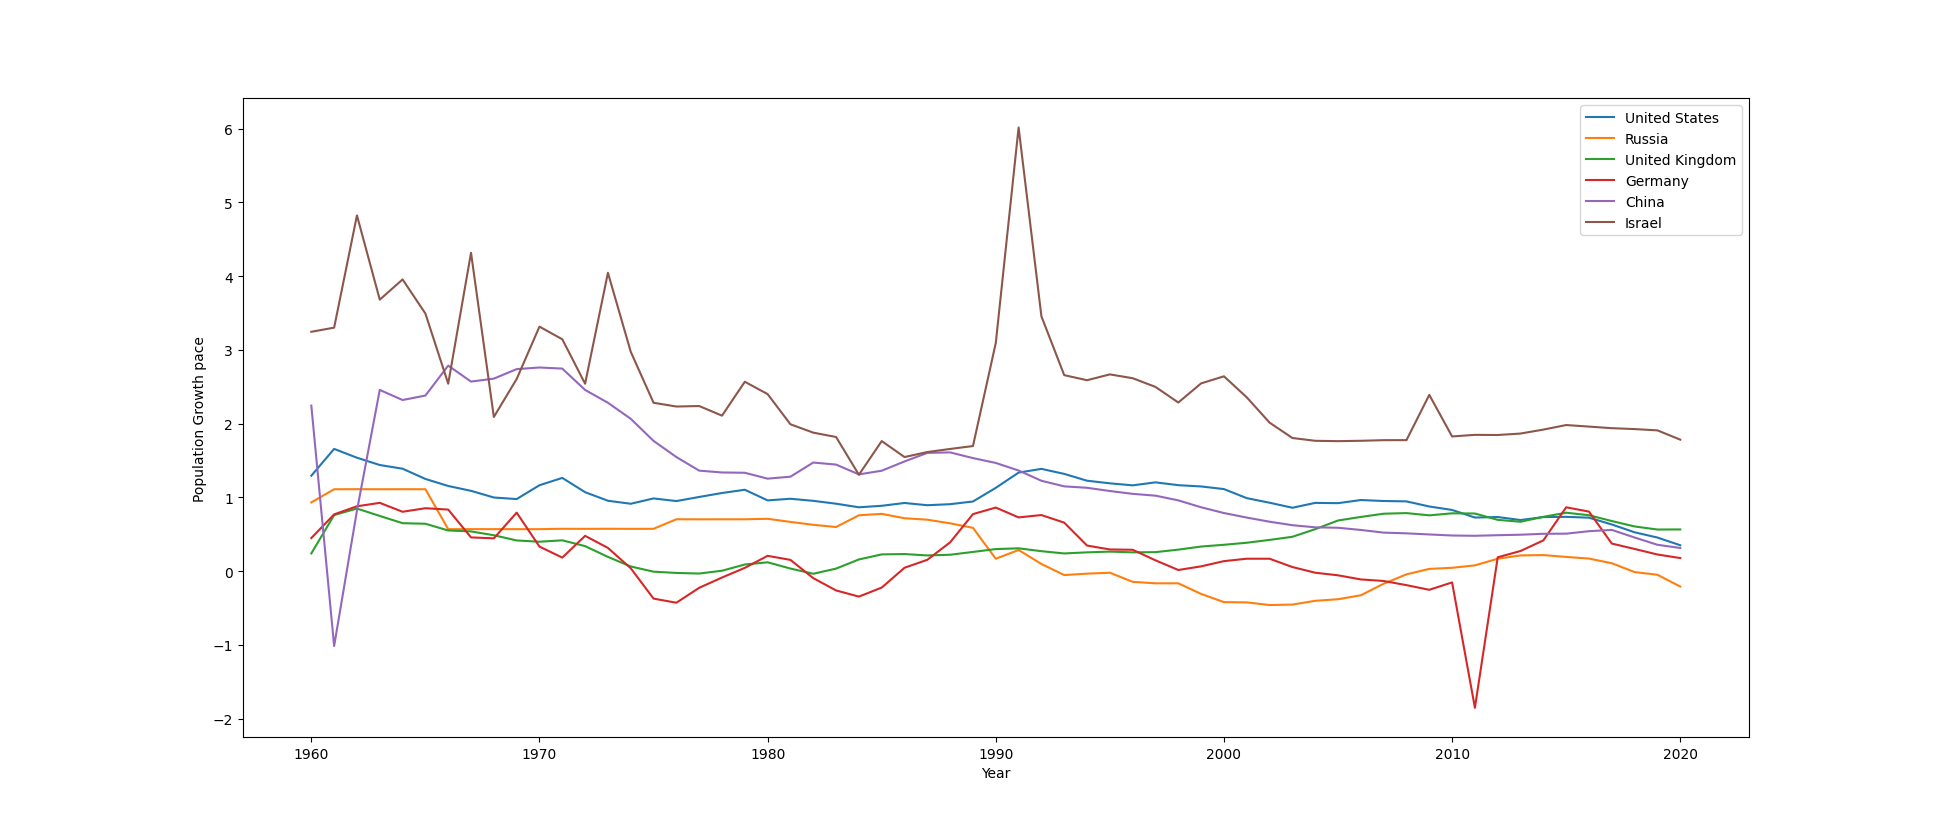 United States
Russia
United Kingdom
Germany
China
Israel
6
5
4
3
2
1
0
−1
−2
Population Growth pace
1960 1970 1980 1990 2000 2010 2020
Year